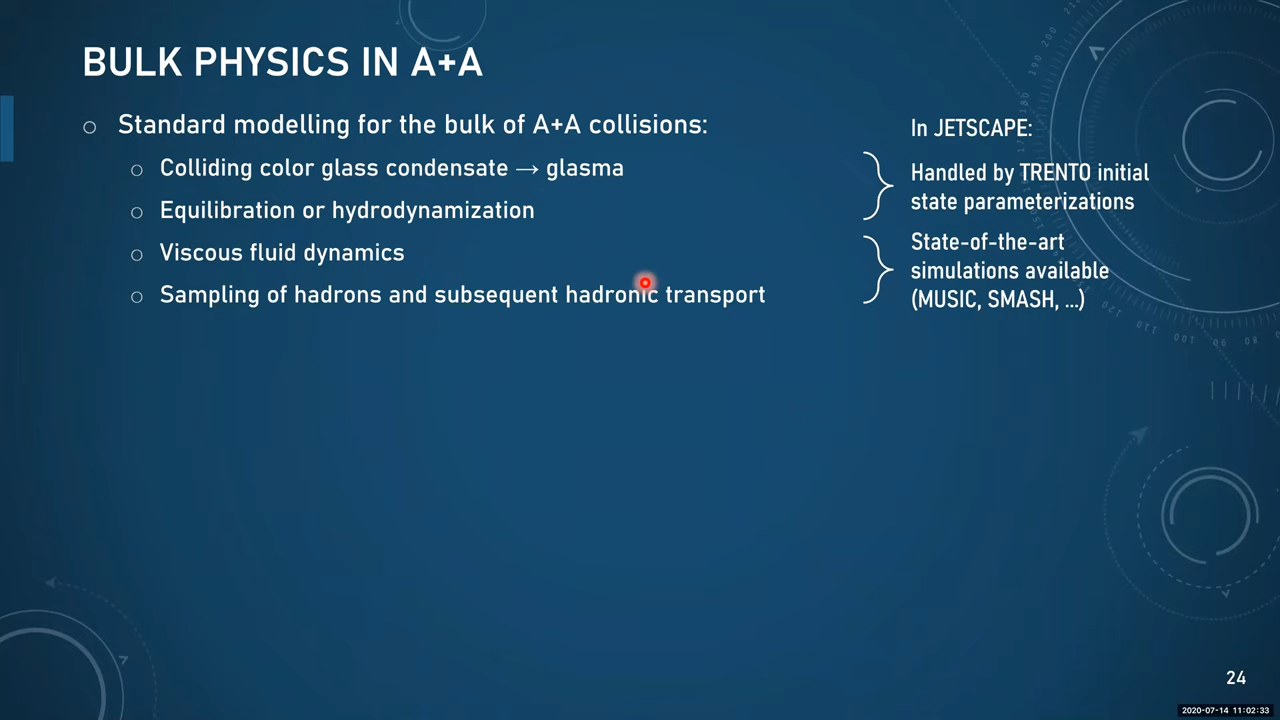 BULK PHYSICS IN A+A
○ Standard modelling for the bulk of A+A collisions:
○ Colliding color glass condensate → glasma
○ Equilibration or hydrodynamization
○ Viscous fluid dynamics
○ Sampling of hadrons and subsequent hadronic transport
In JETSCAPE:
Handled by TRENTO initial
state parameterizations
State-of-the-art
simulations available
(MUSIC, SMASH, …)
24
2020-07-14 11:02:33